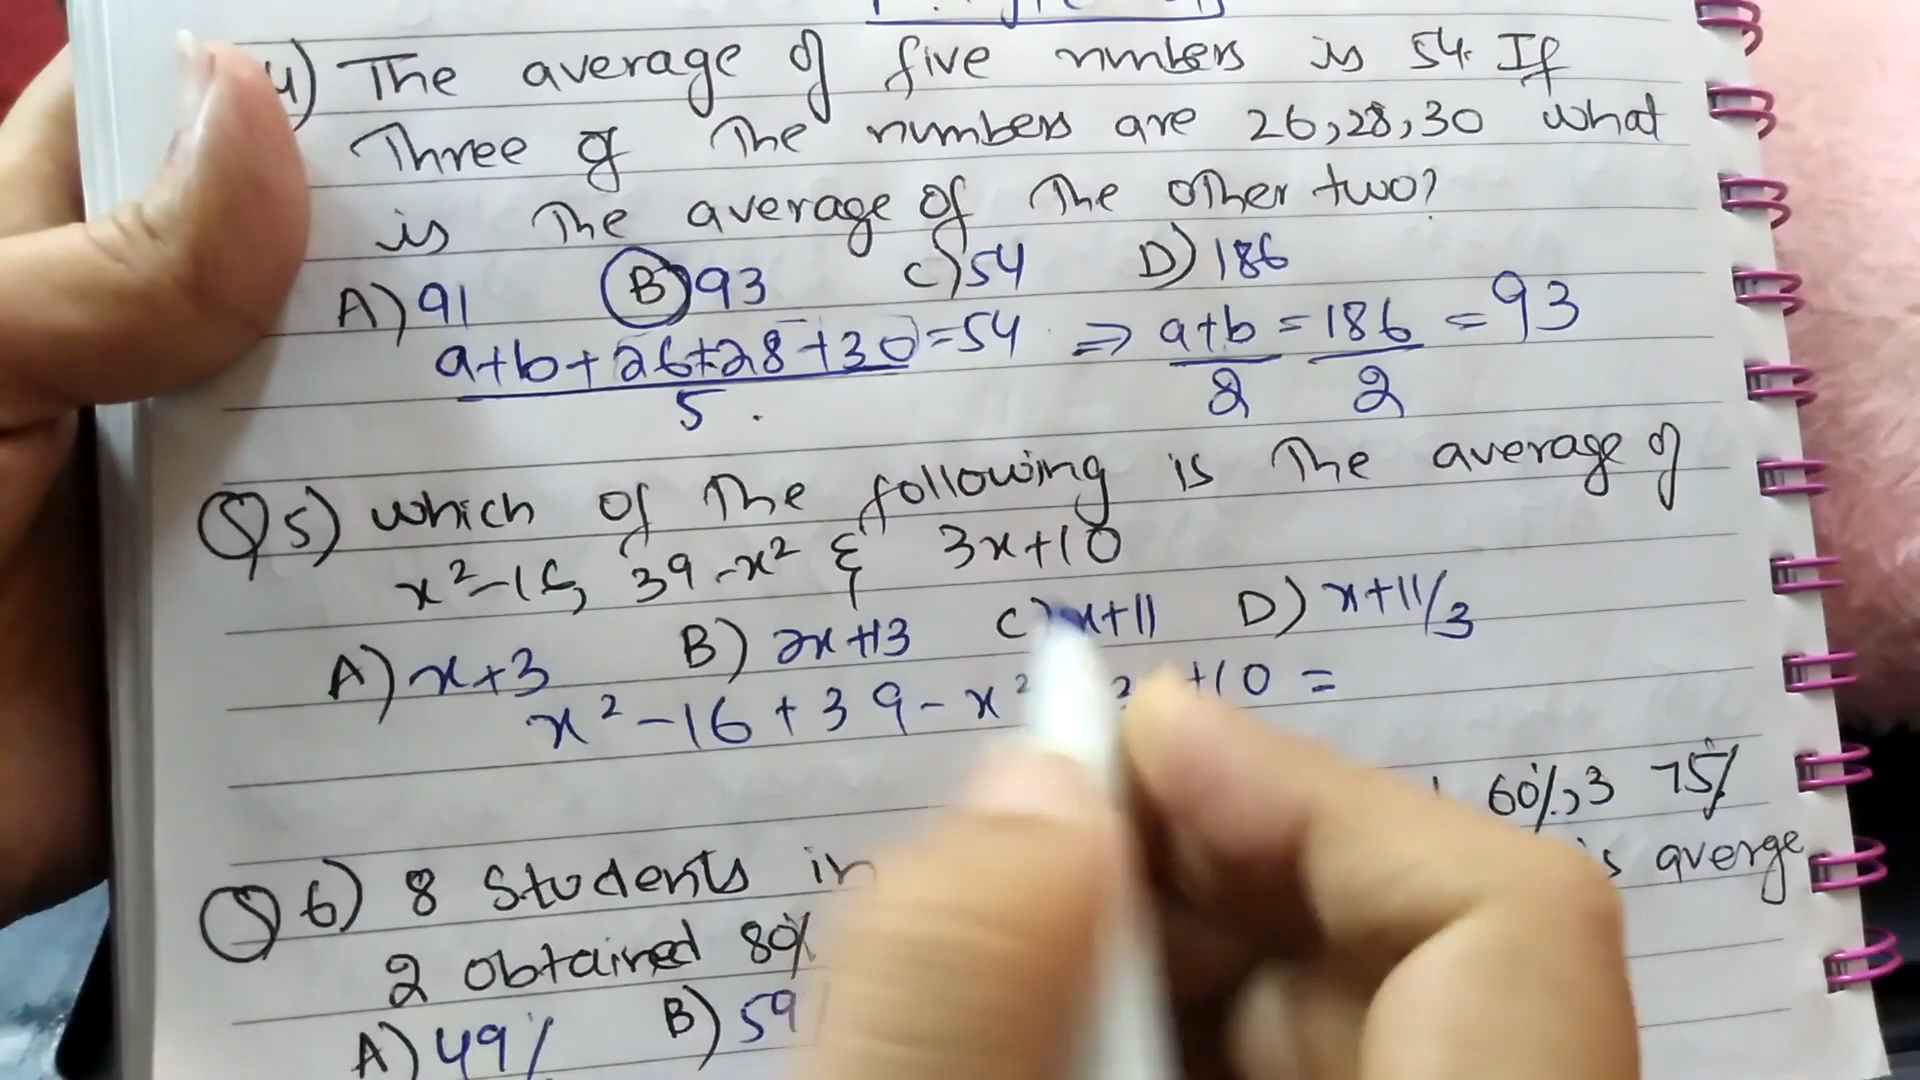 4) The average of five numbers is 54. If
Three of The numbers are 26,28,30 what
is The average of The other two?
A) 91 B) 93 C) 54 D) 186
a+b+26+28+30 = 54 ⇒ a+b = 186 = 93
5. 2 2
Q 5) which of The following is The average of
x²-16, 39-x² & 3x+10
A) x+3 B) 2x+13 C) x+11 D) x+11/3
x²-16+39-x² +10 =
60%, 3 75%
Q 6) 8 Students in averge
2 obtained 80%
A) 49% B) 59